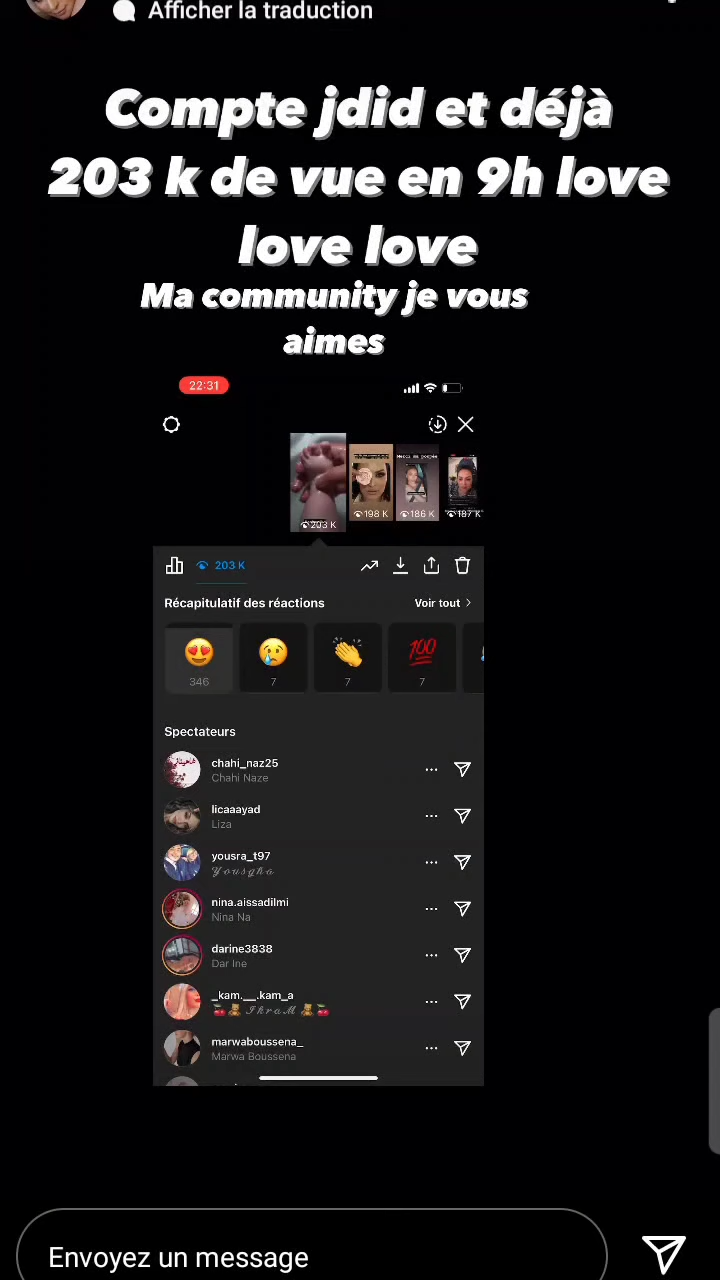 Afficher la traduction
Compte jdid et déjà
203 k de vue en 9h love
love love
Ma community je vous
aimes
22:31
203 K
198 K
186 K
187 K
203 K
Récapitulatif des réactions
Voir tout
346
7
7
7
Spectateurs
chahi_naz25
Chahi Naze
licaaayad
Liza
yousra_t97
𝒴ℴ𝓊𝓈ℊ𝒽𝒶
nina.aissadilmi
Nina Na
darine3838
Dar Ine
_kam.__.kam_a
🍒🧸 ℐ𝓀𝓇𝒶ℳ 🧸🍒
marwaboussena_
Marwa Boussena
Envoyez un message